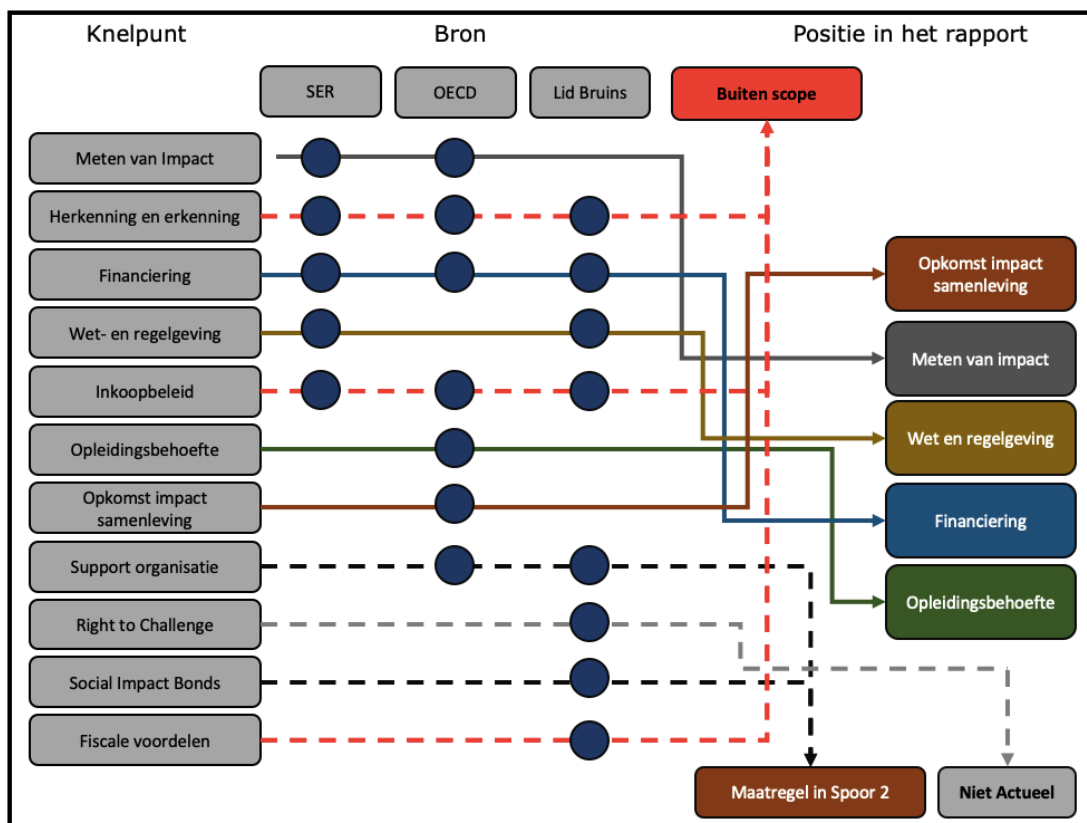 Knelpunt
Bron
Positie in het rapport
SER
OECD
Lid Bruins
Buiten scope
Meten van Impact
Herkenning en erkenning
Financiering
Wet- en regelgeving
Inkoopbeleid
Opleidingsbehoefte
Opkomst impact
samenleving
Support organisatie
Right to Challenge
Social Impact Bonds
Fiscale voordelen
Opkomst impact
samenleving
Meten van impact
Wet en regelgeving
Financiering
Opleidingsbehoefte
Maatregel in Spoor 2
Niet Actueel